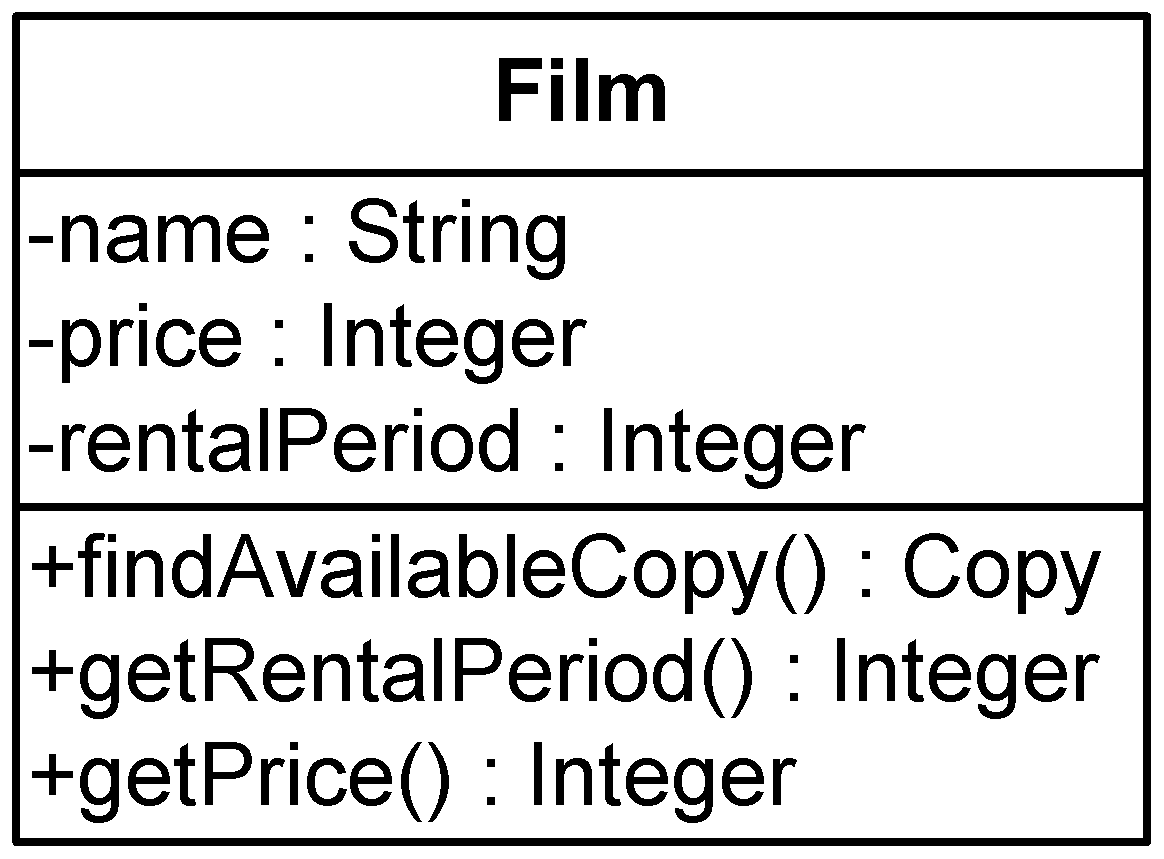 Film
-name : String
-price : Integer
-rentalPeriod : Integer
+findAvailableCopy() : Copy
+getRentalPeriod() : Integer
+getPrice() : Integer